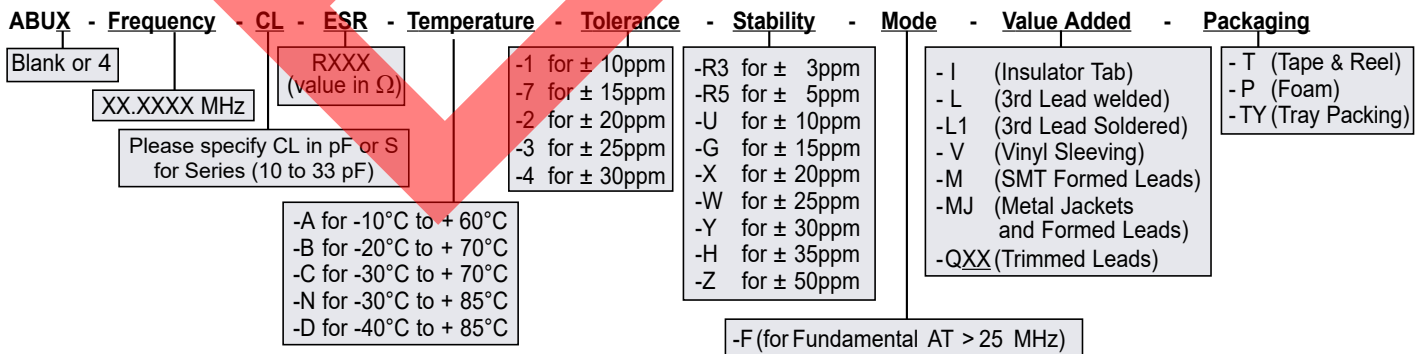 ABUX - Frequency - CL - ESR - Temperature - Tolerance - Stability - Mode - Value Added - Packaging
Blank or 4
XX.XXXX MHz
Please specify CL in pF or S
for Series (10 to 33 pF)
RXXX
(value in Ω)
-A for -10°C to + 60°C
-B for -20°C to + 70°C
-C for -30°C to + 70°C
-N for -30°C to + 85°C
-D for -40°C to + 85°C
-1 for ± 10ppm
-7 for ± 15ppm
-2 for ± 20ppm
-3 for ± 25ppm
-4 for ± 30ppm
-R3 for ± 3ppm
-R5 for ± 5ppm
-U for ± 10ppm
-G for ± 15ppm
-X for ± 20ppm
-W for ± 25ppm
-Y for ± 30ppm
-H for ± 35ppm
-Z for ± 50ppm
-F (for Fundamental AT > 25 MHz)
- I (Insulator Tab)
- L (3rd Lead welded)
-L1 (3rd Lead Soldered)
- V (Vinyl Sleeving)
-M (SMT Formed Leads)
-MJ (Metal Jackets
and Formed Leads)
-QXX (Trimmed Leads)
- T (Tape & Reel)
- P (Foam)
- TY (Tray Packing)